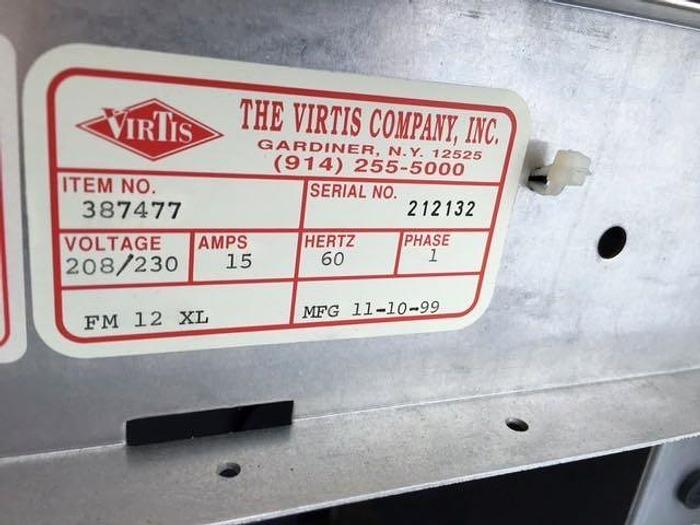 VIRTIS
THE VIRTIS COMPANY, INC.
GARDINER, N.Y. 12525
(914) 255-5000
ITEM NO.
387477
SERIAL NO.
212132
VOLTAGE
208/230
AMPS
15
HERTZ
60
PHASE
1
FM 12 XL
MFG 11-10-99